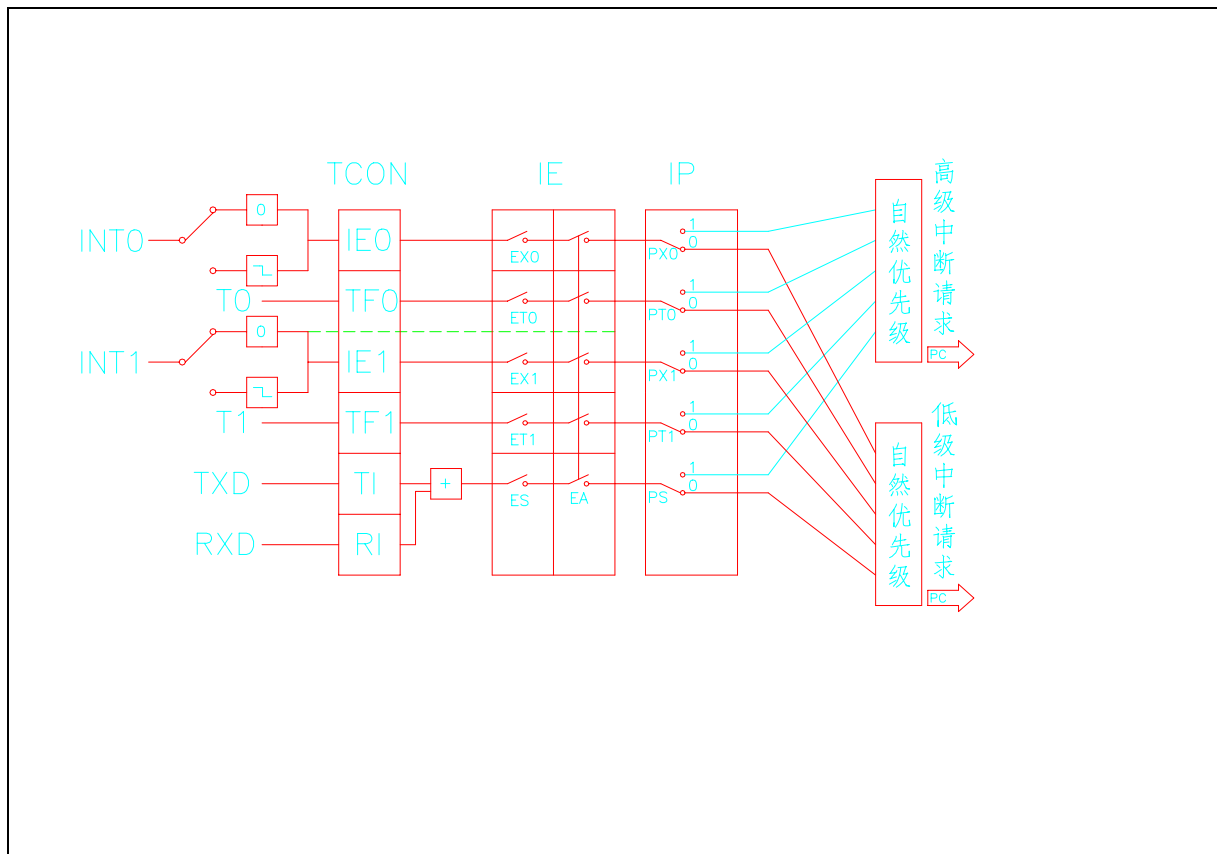 TCON IE IP
INT0 0 IE0 EX0 PX0 1 0
T0 TF0 ET0 PT0 1 0
INT1 0 IE1 EX1 PX1 1 0
T1 TF1 ET1 PT1 1 0
TXD TI + ES EA PS 1 0
RXD RI
自然优先级
高级中断请求
PC
自然优先级
低级中断请求
PC